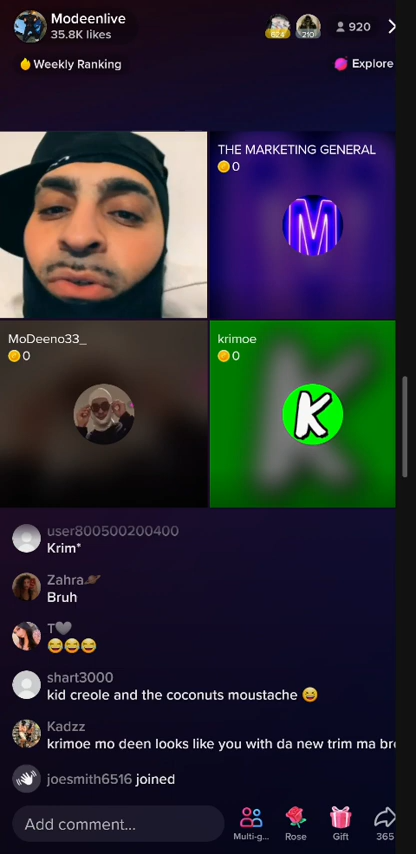 Modeenlive
35.8K likes
624
210
920
Weekly Ranking
Explore
THE MARKETING GENERAL
0
M
MoDeeno33_
0
krimoe
0
K
user800500200400
Krim*
Zahra🪐
Bruh
T🖤
😂😂😂
shart3000
kid creole and the coconuts moustache 😅
Kadzz
krimoe mo deen looks like you with da new trim ma br
joesmith6516 joined
Add comment...
Multi-g...
Rose
Gift
365